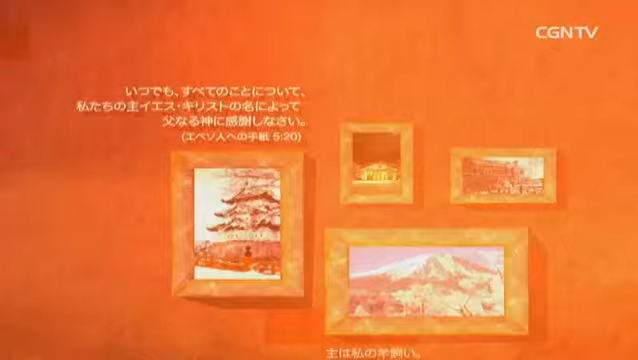 CGNTV
いつでも、すべてのことについて、
私たちの主イエス・キリストの名によって
父なる神に感謝しなさい。
(エペソ人への手紙 5:20)
主は私の羊飼い。